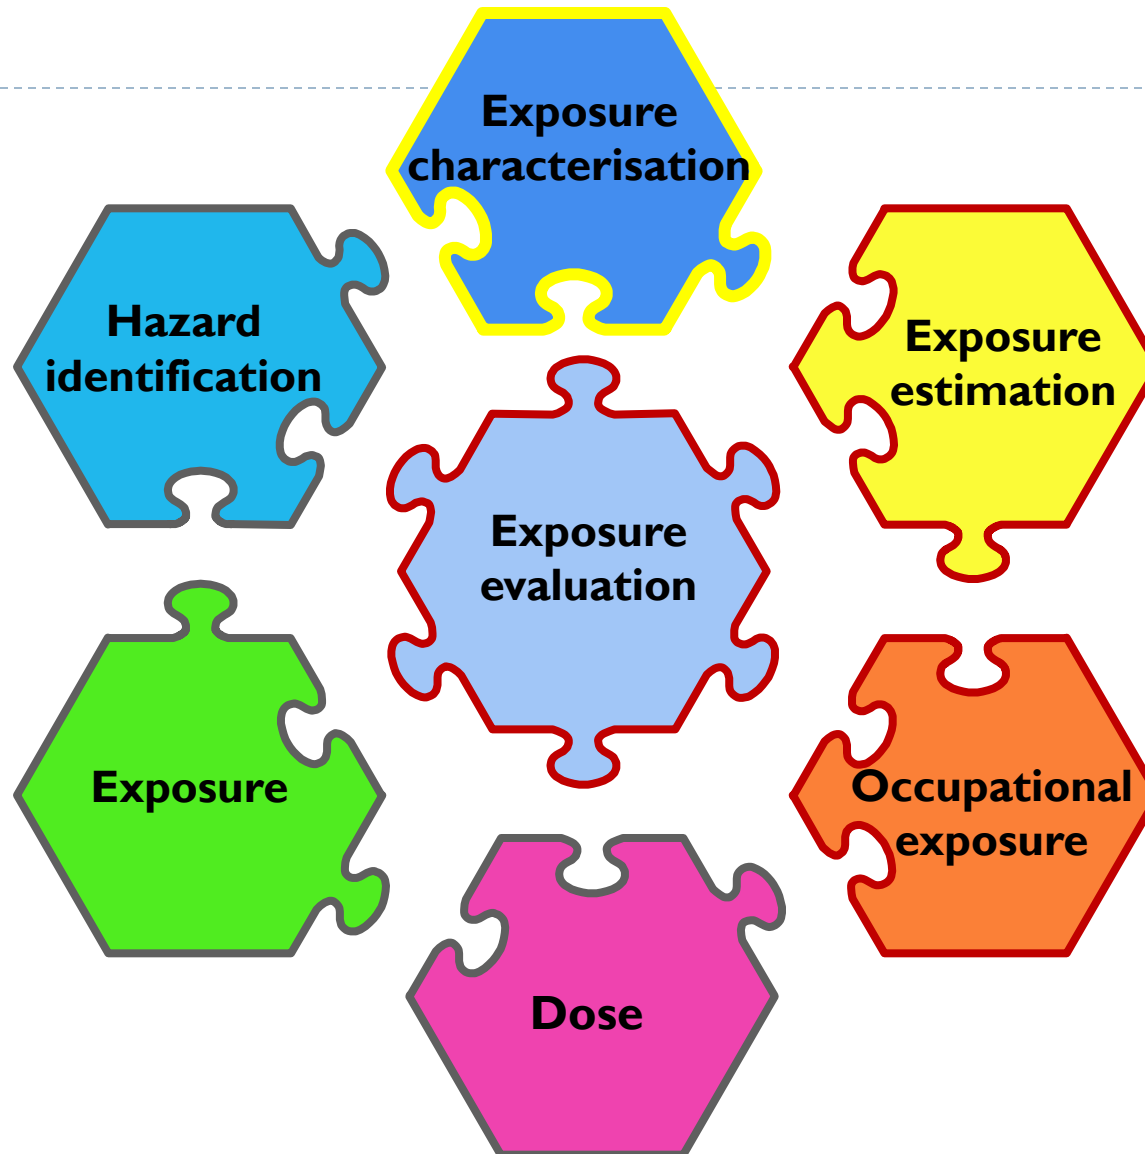 Exposure
characterisation
Hazard
identification
Exposure
estimation
Exposure
evaluation
Exposure
Occupational
exposure
Dose